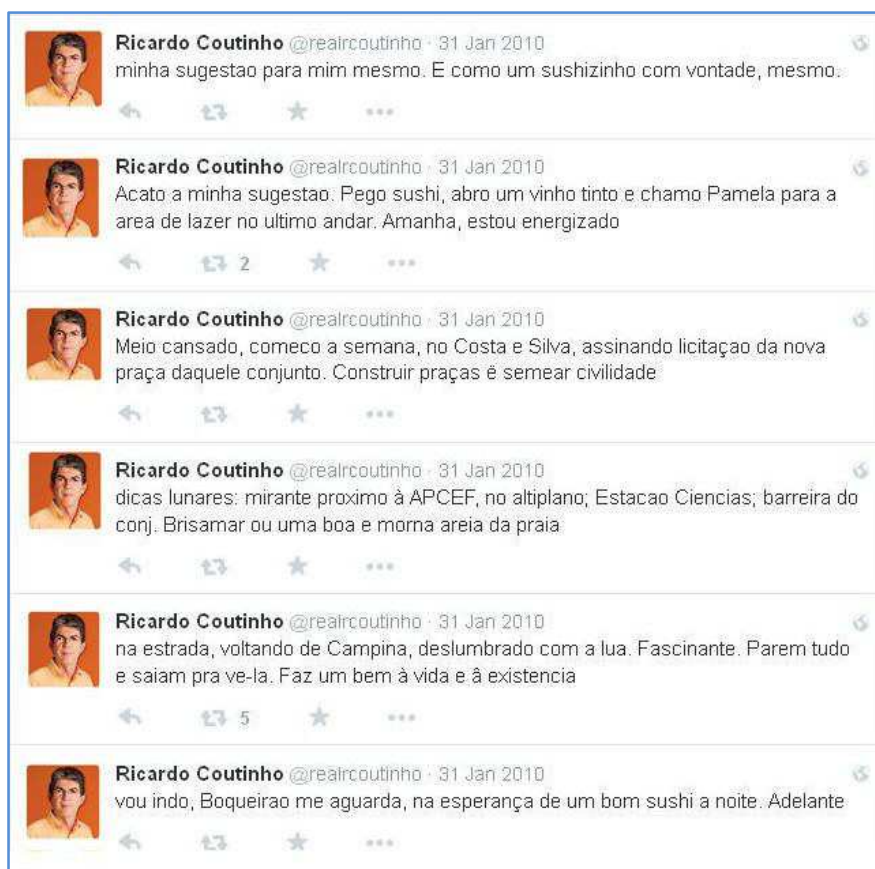 Ricardo Coutinho @realrcoutinho · 31 Jan 2010
minha sugestao para mim mesmo. E como um sushizinho com vontade, mesmo.
Ricardo Coutinho @realrcoutinho · 31 Jan 2010
Acato a minha sugestao. Pego sushi, abro um vinho tinto e chamo Pamela para a
area de lazer no ultimo andar. Amanha, estou energizado
2
Ricardo Coutinho @realrcoutinho · 31 Jan 2010
Meio cansado, comeco a semana, no Costa e Silva, assinando licitaçao da nova
praça daquele conjunto. Construir praças é semear civilidade
Ricardo Coutinho @realrcoutinho · 31 Jan 2010
dicas lunares: mirante proximo à APCEF, no altiplano; Estacao Ciencias; barreira do
conj. Brisamar ou uma boa e morna areia da praia
Ricardo Coutinho @realrcoutinho · 31 Jan 2010
na estrada, voltando de Campina, deslumbrado com a lua. Fascinante. Parem tudo
e saiam pra ve-la. Faz um bem à vida e â existencia
5
Ricardo Coutinho @realrcoutinho · 31 Jan 2010
vou indo, Boqueirao me aguarda, na esperança de um bom sushi a noite. Adelante